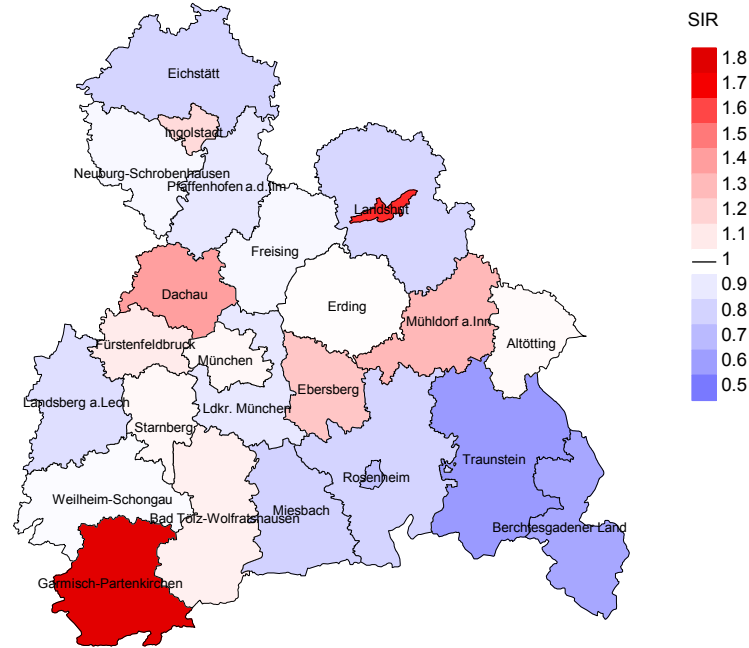 SIR
1.8
1.7
1.6
1.5
1.4
1.3
1.2
1.1
1
0.9
0.8
0.7
0.6
0.5
Eichstätt
Ingolstadt
Neuburg-Schrobenhausen
Pfaffenhofen a.d.Ilm
Landshut
Freising
Dachau
Erding
Mühldorf a.Inn
Altötting
Fürstenfeldbruck
München
Ebersberg
Landsberg a.Lech
Ldkr. München
Starnberg
Traunstein
Rosenheim
Weilheim-Schongau
Miesbach
Bad Tölz-Wolfratshausen
Berchtesgadener Land
Garmisch-Partenkirchen